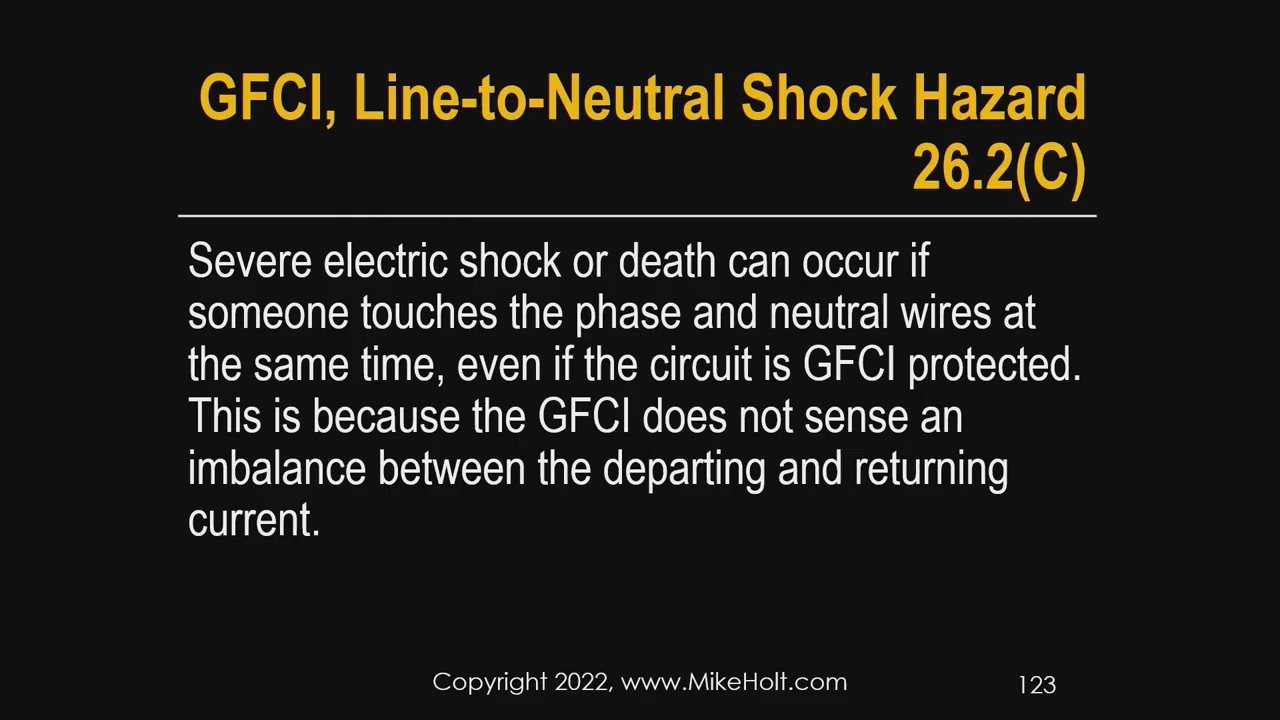 GFCI, Line-to-Neutral Shock Hazard
26.2(C)
Severe electric shock or death can occur if
someone touches the phase and neutral wires at
the same time, even if the circuit is GFCI protected.
This is because the GFCI does not sense an
imbalance between the departing and returning
current.
Copyright 2022, www.MikeHolt.com
123